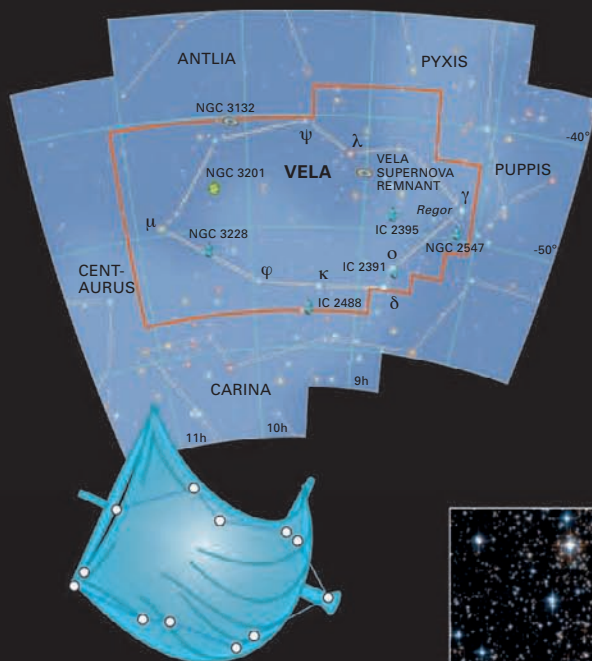 ANTLIA
PYXIS
NGC 3132
ψ
λ
-40°
VELA
VELA
SUPERNOVA
REMNANT
PUPPIS
NGC 3201
γ
Regor
μ
IC 2395
NGC 3228
NGC 2547
-50°
ο
IC 2391
CENT-
AURUS
φ
κ
δ
IC 2488
CARINA
9h
10h
11h